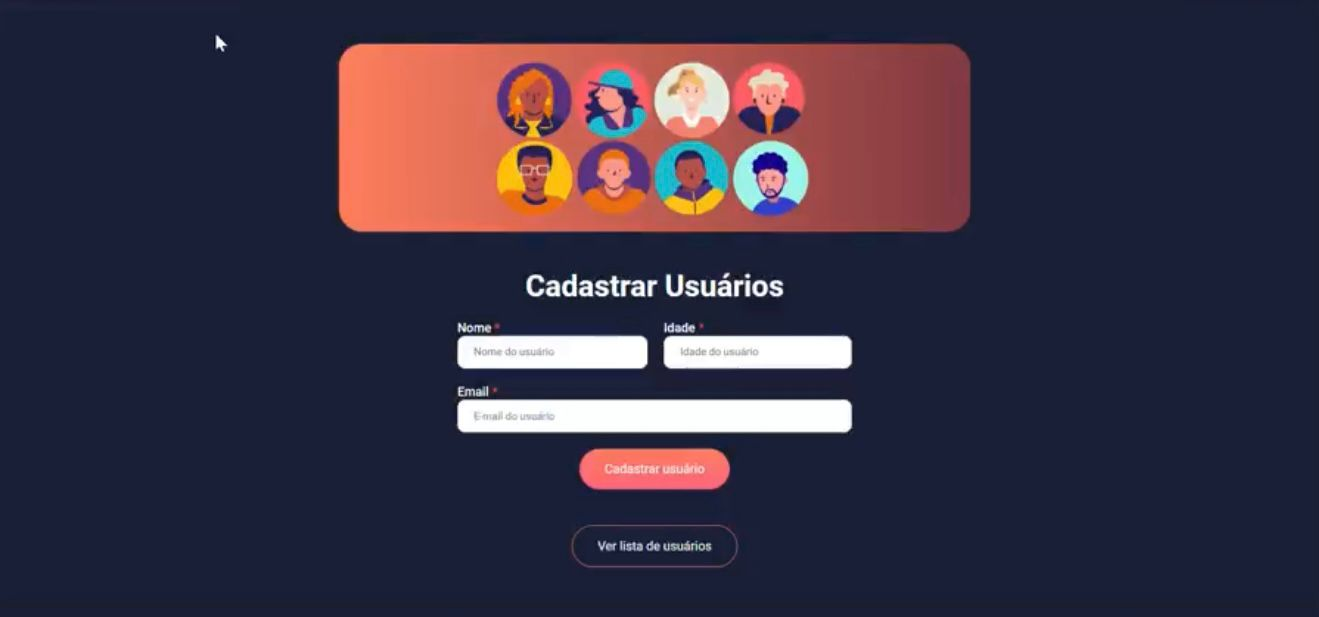 Cadastrar Usuários
Nome * Idade *
Nome do usuário Idade do usuário
Email *
E-mail do usuário
Cadastrar usuário
Ver lista de usuários